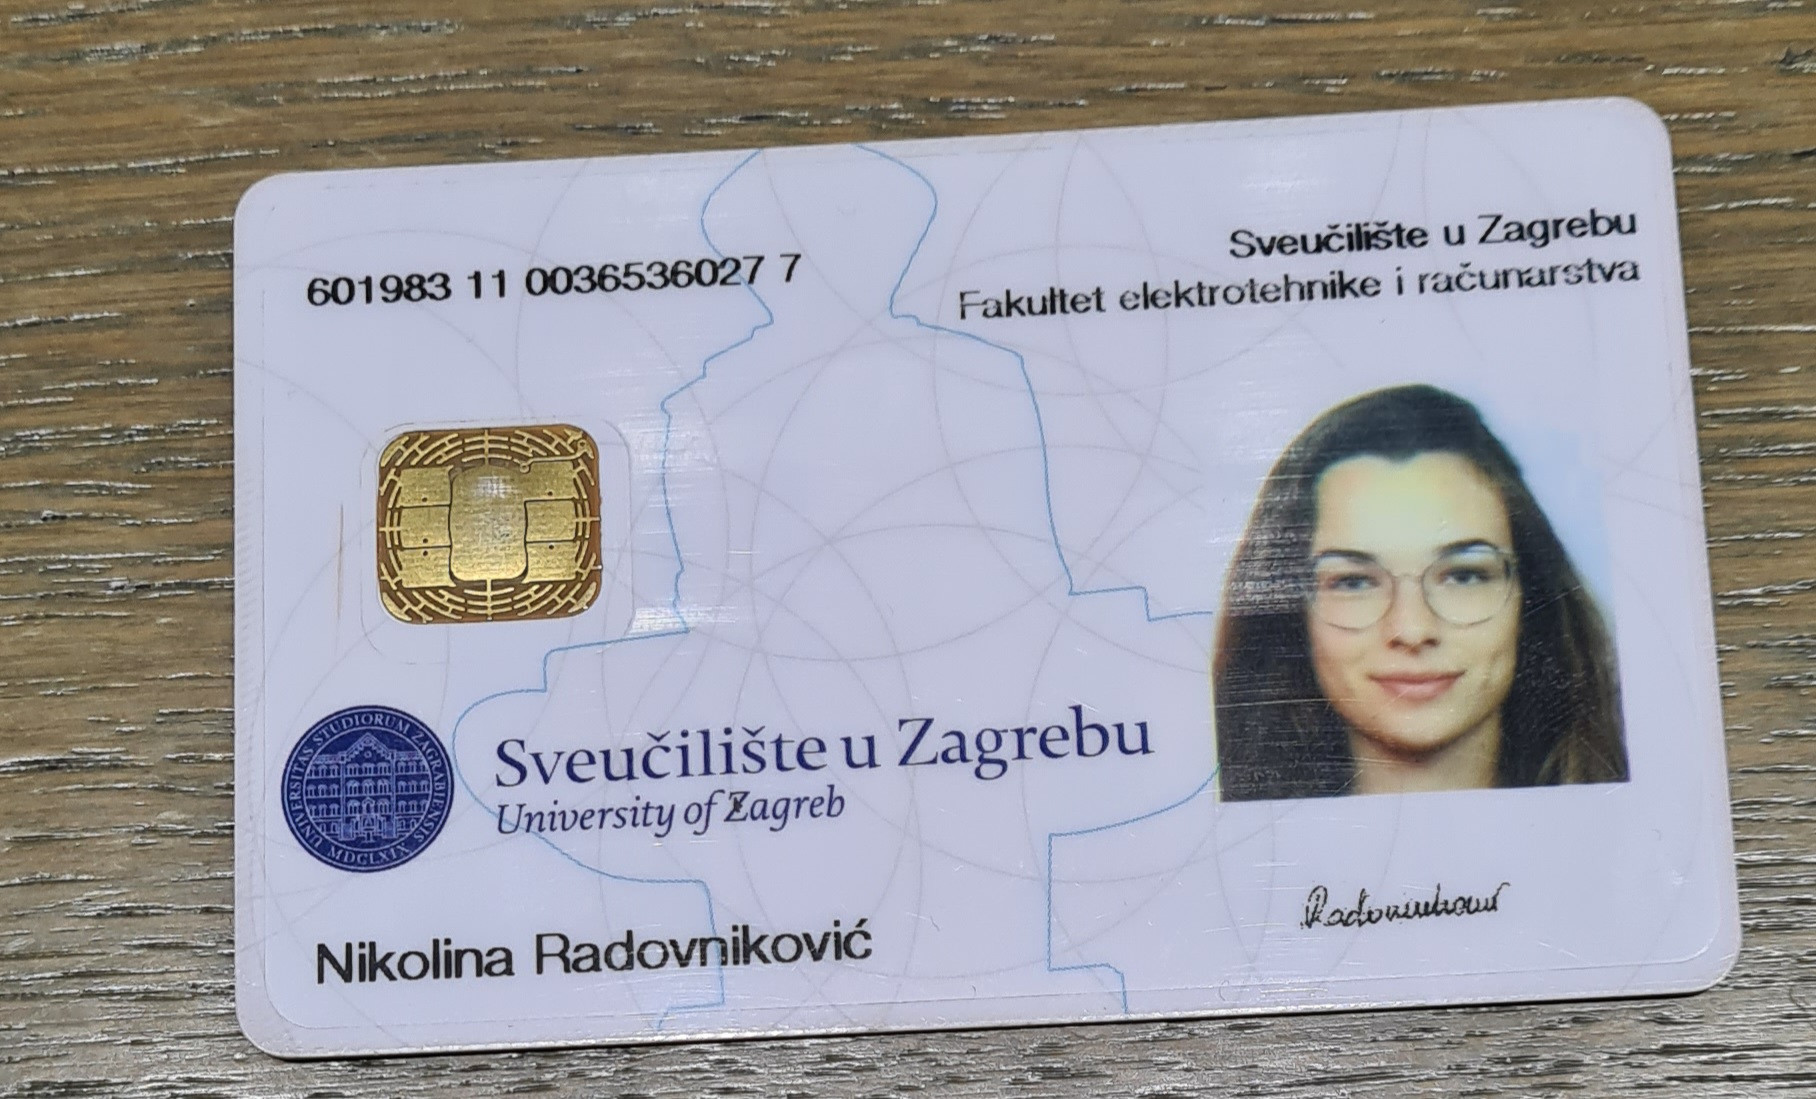 601983 11 0036536027 7
Sveučilište u Zagrebu
Fakultet elektrotehnike i računarstva
UNIVERSITAS STUDIORUM ZAGRABIENSIS
MDCLXIX
Sveučilište u Zagrebu
University of Zagreb
Nikolina Radovniković